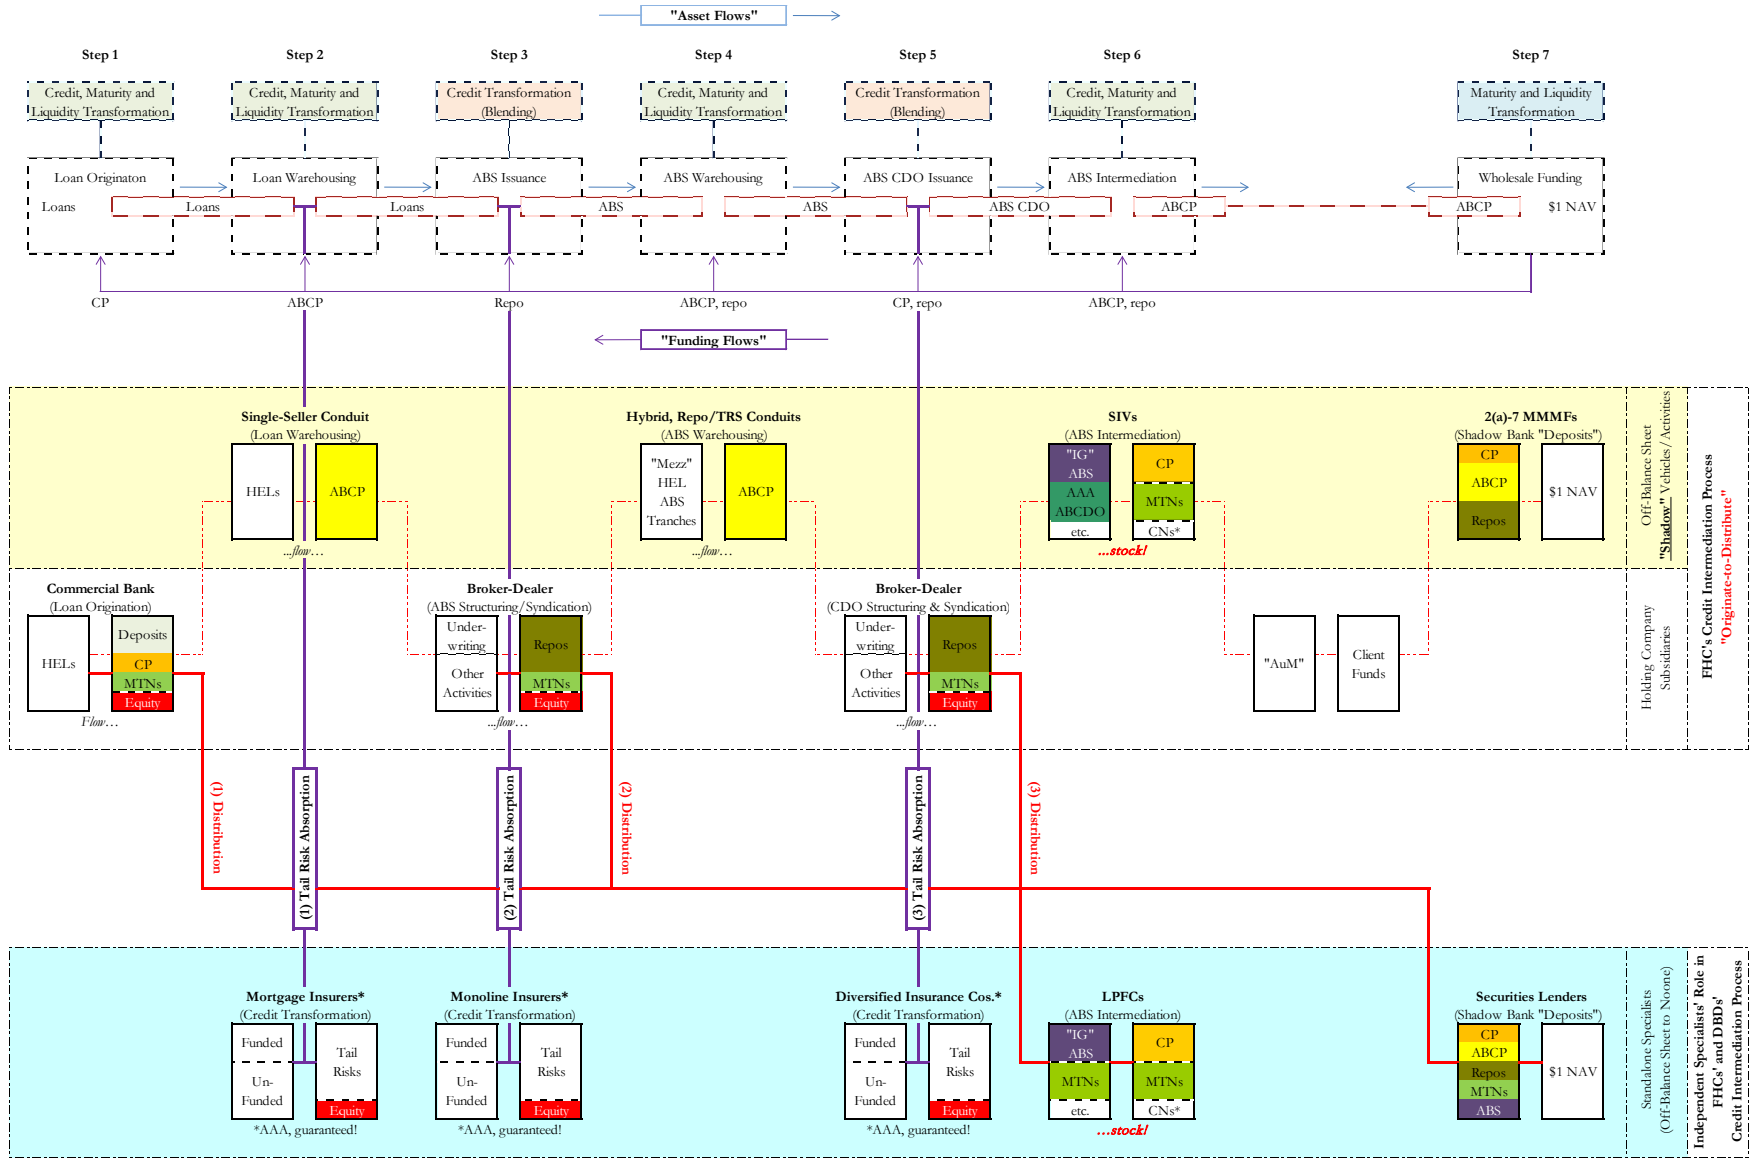 "Asset Flows"
Step 1
Step 2
Step 3
Step 4
Step 5
Step 6
Step 7
Credit, Maturity and
Liquidity Transformation
Credit, Maturity and
Liquidity Transformation
Credit Transformation
(Blending)
Credit, Maturity and
Liquidity Transformation
Credit Transformation
(Blending)
Credit, Maturity and
Liquidity Transformation
Maturity and Liquidity
Transformation
Loan Originaton
Loan Warehousing
ABS Issuance
ABS Warehousing
ABS CDO Issuance
ABS Intermediation
Wholesale Funding
Loans
Loans
Loans
ABS
ABS
ABS CDO
ABCP
ABCP
$1 NAV
CP
ABCP
Repo
ABCP, repo
CP, repo
ABCP, repo
"Funding Flows"
Single-Seller Conduit
(Loan Warehousing)
HELs
ABCP
...flow...
Hybrid, Repo/TRS Conduits
(ABS Warehousing)
"Mezz"
HEL
ABS
Tranches
ABCP
...flow...
SIVs
(ABS Intermediation)
"IG"
ABS
AAA
ABCDO
etc.
CP
MTNs
CNs*
...stock!
2(a)-7 MMMFs
(Shadow Bank "Deposits")
CP
ABCP
Repos
$1 NAV
Off-Balance Sheet
"Shadow" Vehicles/Activities
Commercial Bank
(Loan Origination)
HELs
Deposits
CP
MTNs
Equity
Flow...
Broker-Dealer
(ABS Structuring/Syndication)
Under-
writing
Other
Activities
Repos
MTNs
Equity
...flow...
Broker-Dealer
(CDO Structuring & Syndication)
Under-
writing
Other
Activities
Repos
MTNs
Equity
...flow...
"AuM"
Client
Funds
Holding Company
Subsidiaries
FHC's Credit Intermediation Process
"Originate-to-Distribute"
(1) Distribution
(1) Tail Risk Absorption
(2) Tail Risk Absorption
(2) Distribution
(3) Tail Risk Absorption
(3) Distribution
Mortgage Insurers*
(Credit Transformation)
Funded
Un-
Funded
Tail
Risks
Equity
*AAA, guaranteed!
Monoline Insurers*
(Credit Transformation)
Funded
Un-
Funded
Tail
Risks
Equity
*AAA, guaranteed!
Diversified Insurance Cos.*
(Credit Transformation)
Funded
Un-
Funded
Tail
Risks
Equity
*AAA, guaranteed!
LPFCs
(ABS Intermediation)
"IG"
ABS
MTNs
etc.
CP
MTNs
CNs*
...stock!
Securities Lenders
(Shadow Bank "Deposits")
CP
ABCP
Repos
MTNs
ABS
$1 NAV
Standalone Specialists
(Off-Balance Sheet to Noone)
Independent Specialists' Role in
FHCs' and DBDs'
Credit Intermediation Process